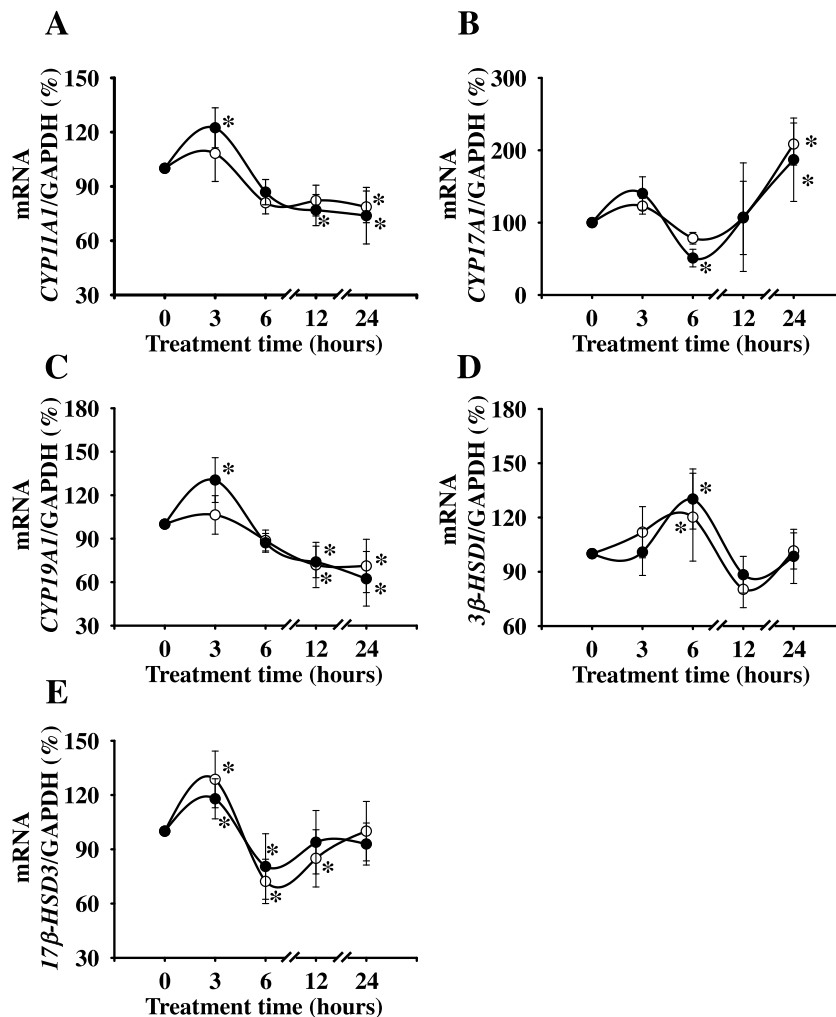 A
mRNA
CYP11A1/GAPDH (%)
150
120
90
60
30
*
*
*
*
0 3 6 12 24
Treatment time (hours)
B
mRNA
CYP17A1/GAPDH (%)
300
200
100
0
*
*
*
0 3 6 12 24
Treatment time (hours)
C
mRNA
CYP19A1/GAPDH (%)
180
150
120
90
60
30
*
*
*
*
*
0 3 6 12 24
Treatment time (hours)
D
mRNA
3β-HSD1/GAPDH (%)
180
150
120
90
60
*
*
0 3 6 12 24
Treatment time (hours)
E
mRNA
17β-HSD3/GAPDH (%)
150
120
90
60
30
*
*
*
*
*
0 3 6 12 24
Treatment time (hours)